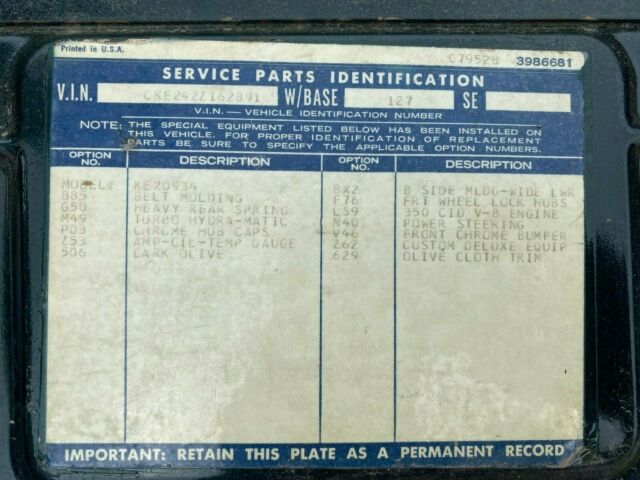 Printed in U.S.A. 079528 3986681
SERVICE PARTS IDENTIFICATION
V.I.N. CKE242Z162891 W/BASE 127 SE
V.I.N. — VEHICLE IDENTIFICATION NUMBER
NOTE: THE SPECIAL EQUIPMENT LISTED BELOW HAS BEEN INSTALLED ON
THIS VEHICLE. FOR PROPER IDENTIFICATION OF REPLACEMENT
PARTS BE SURE TO SPECIFY THE APPLICABLE OPTION NUMBERS.
OPTION NO. DESCRIPTION OPTION NO. DESCRIPTION
MODEL# KE20934 BX2 B SIDE MLDG-WIDE LWR
B85 BELT MOLDING F76 FRT WHEEL LOCK HUBS
G50 HEAVY REAR SPRING LS9 350 CID V-8 ENGINE
M49 TURBO HYDRA-MATIC N40 POWER STEERING
P03 CHROME HUB CAPS V46 FRONT CHROME BUMPER
Z53 AMP-OIL-TEMP GAUGE Z62 CUSTOM DELUXE EQUIP
506 DARK OLIVE 629 OLIVE CLOTH TRIM
IMPORTANT: RETAIN THIS PLATE AS A PERMANENT RECORD